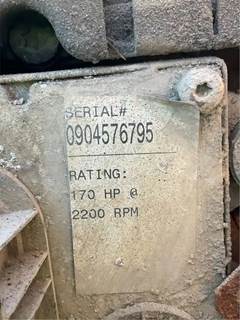 SERIAL#
0904576795
RATING:
170 HP @
2200 RPM